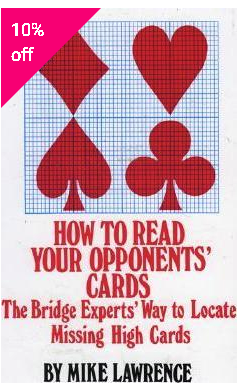 10%
off
HOW TO READ
YOUR OPPONENTS'
CARDS
The Bridge Experts' Way to Locate
Missing High Cards
BY MIKE LAWRENCE